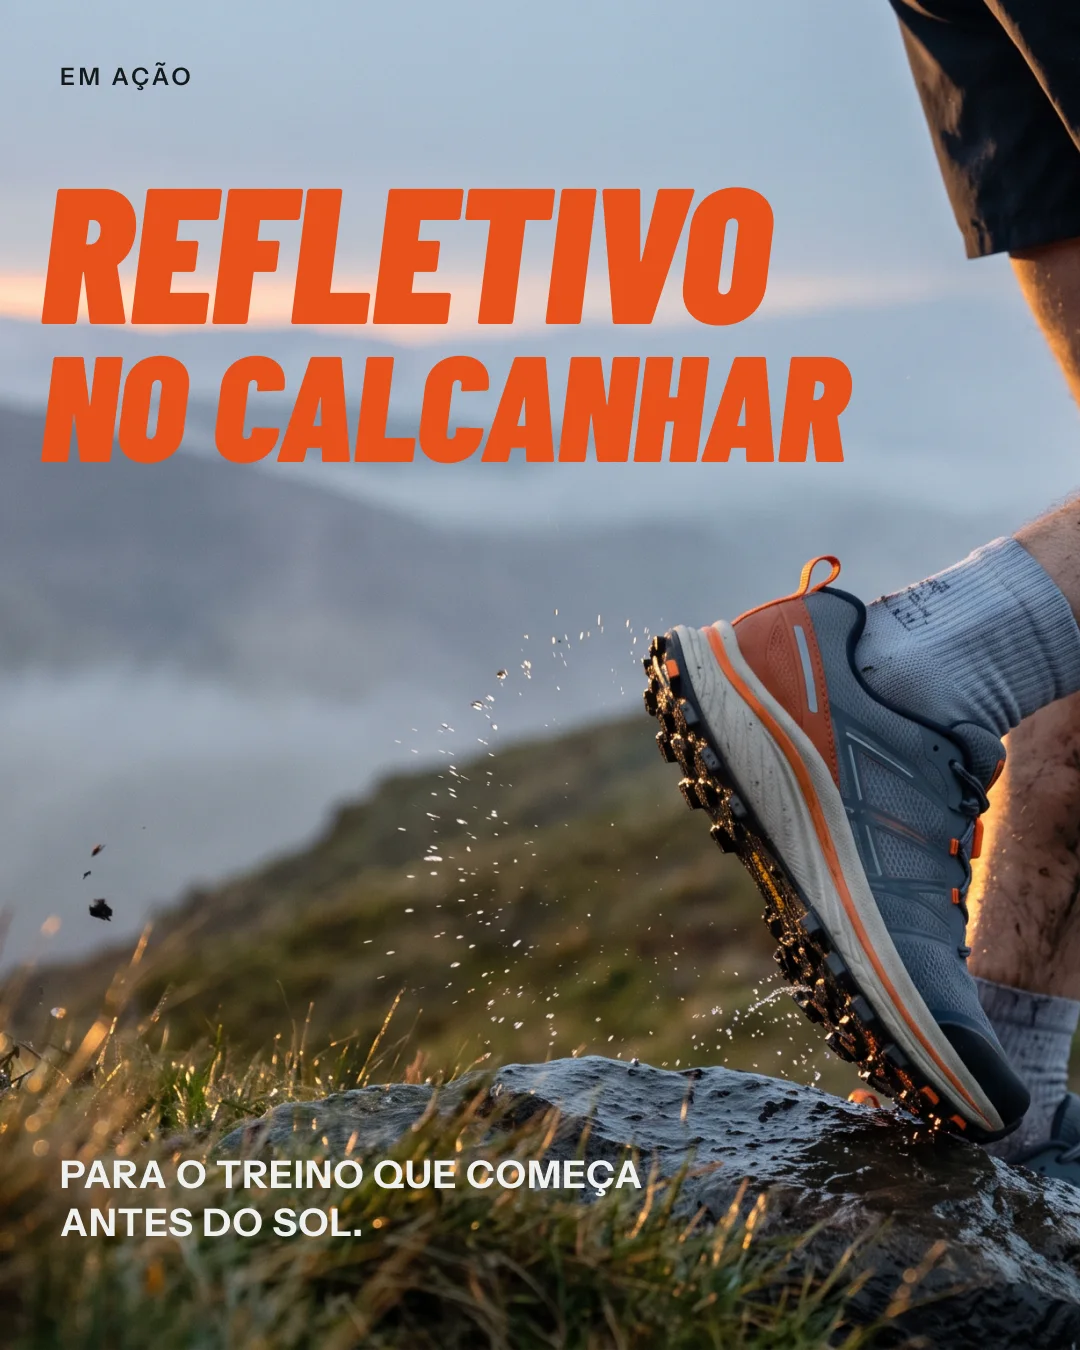 EM AÇÃO
REFLETIVO
NO CALCANHAR
PARA O TREINO QUE COMEÇA
ANTES DO SOL.